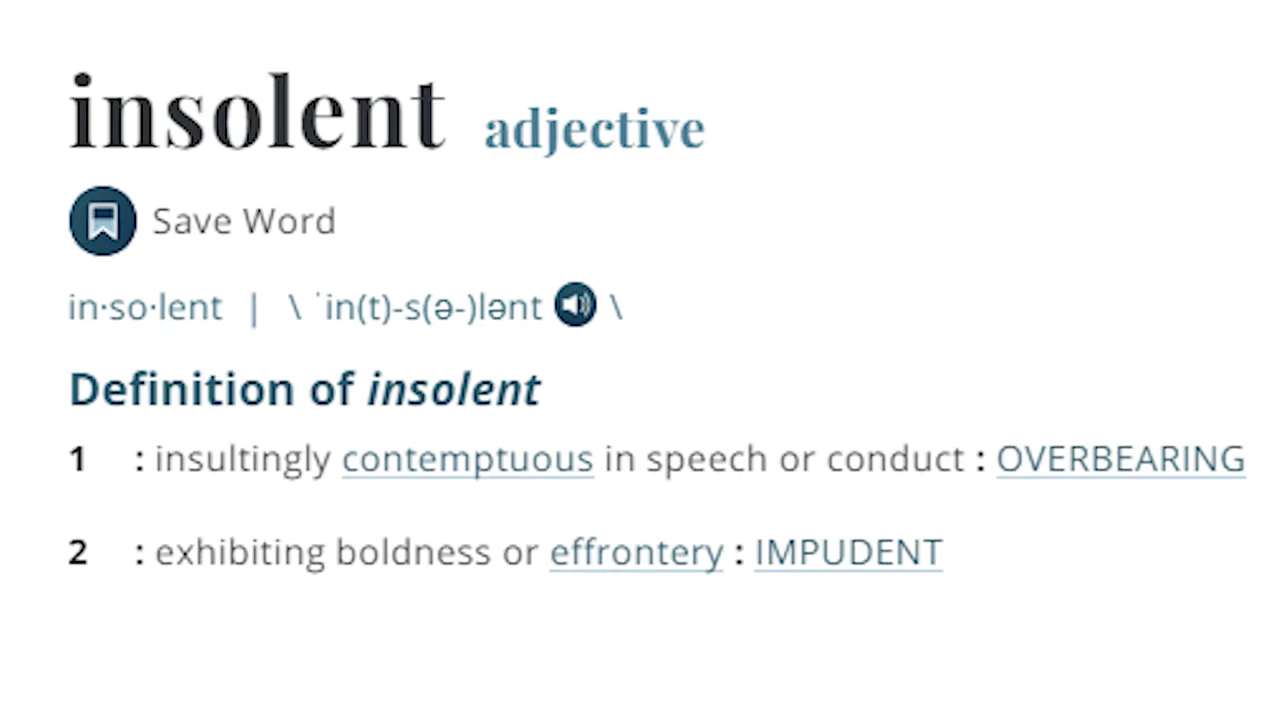 insolent adjective
Save Word
in·so·lent | \ ˈin(t)-s(ə-)lənt \
Definition of insolent
1 : insultingly contemptuous in speech or conduct : OVERBEARING
2 : exhibiting boldness or effrontery : IMPUDENT